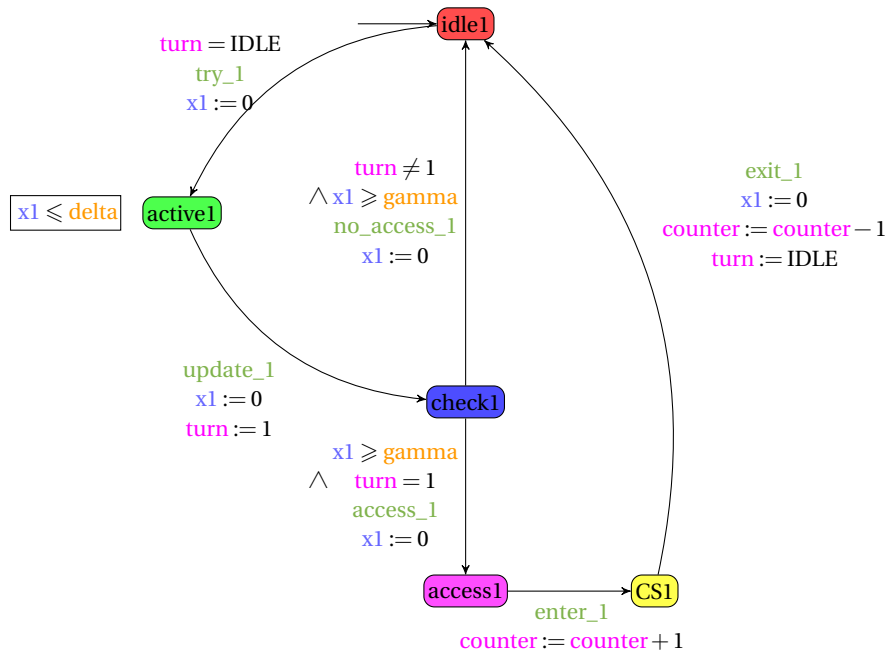 idle1
turn = IDLE
try_1
x1 := 0
turn ≠ 1
∧ x1 ⩾ gamma
no_access_1
x1 := 0
exit_1
x1 := 0
counter := counter − 1
turn := IDLE
x1 ⩽ delta
active1
update_1
x1 := 0
turn := 1
check1
x1 ⩾ gamma
∧ turn = 1
access_1
x1 := 0
access1
CS1
enter_1
counter := counter + 1